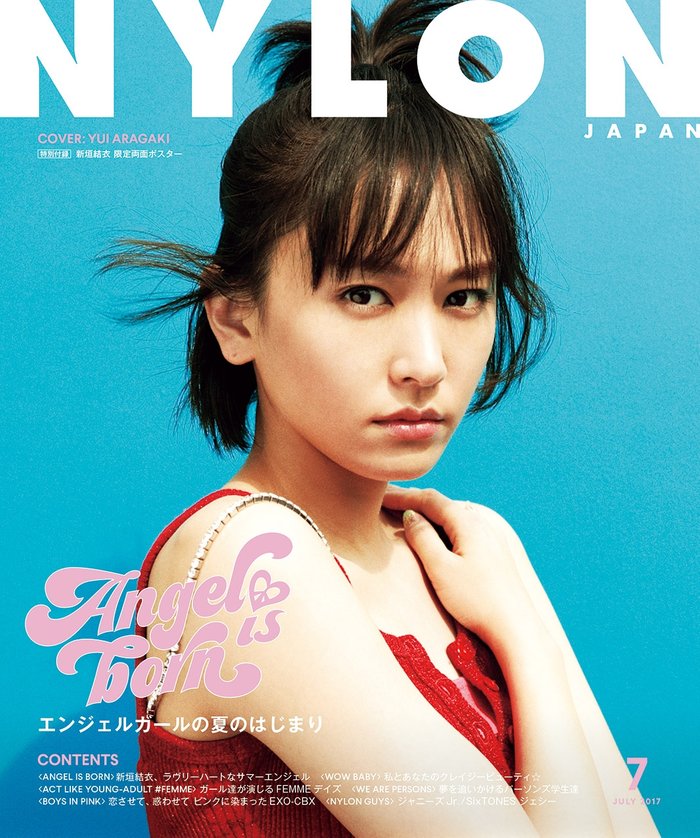 NYLON
JAPAN
COVER: YUI ARAGAKI
特別付録 新垣結衣 限定両面ポスター
Angel is born
エンジェルガールの夏のはじまり
CONTENTS
〈ANGEL IS BORN〉新垣結衣、ラヴリーハートなサマーエンジェル 〈WOW BABY〉私とあなたのクレイジービューティ☆
〈ACT LIKE YOUNG-ADULT #FEMME〉ガール達が演じる FEMME デイズ 〈WE ARE PERSONS〉夢を追いかけるパーソンズ学生達
〈BOYS IN PINK〉恋させて、惑わせて ピンクに染まったEXO-CBX 〈NYLON GUYS〉ジャニーズ Jr. / SixTONES ジェシー
7
JULY 2017